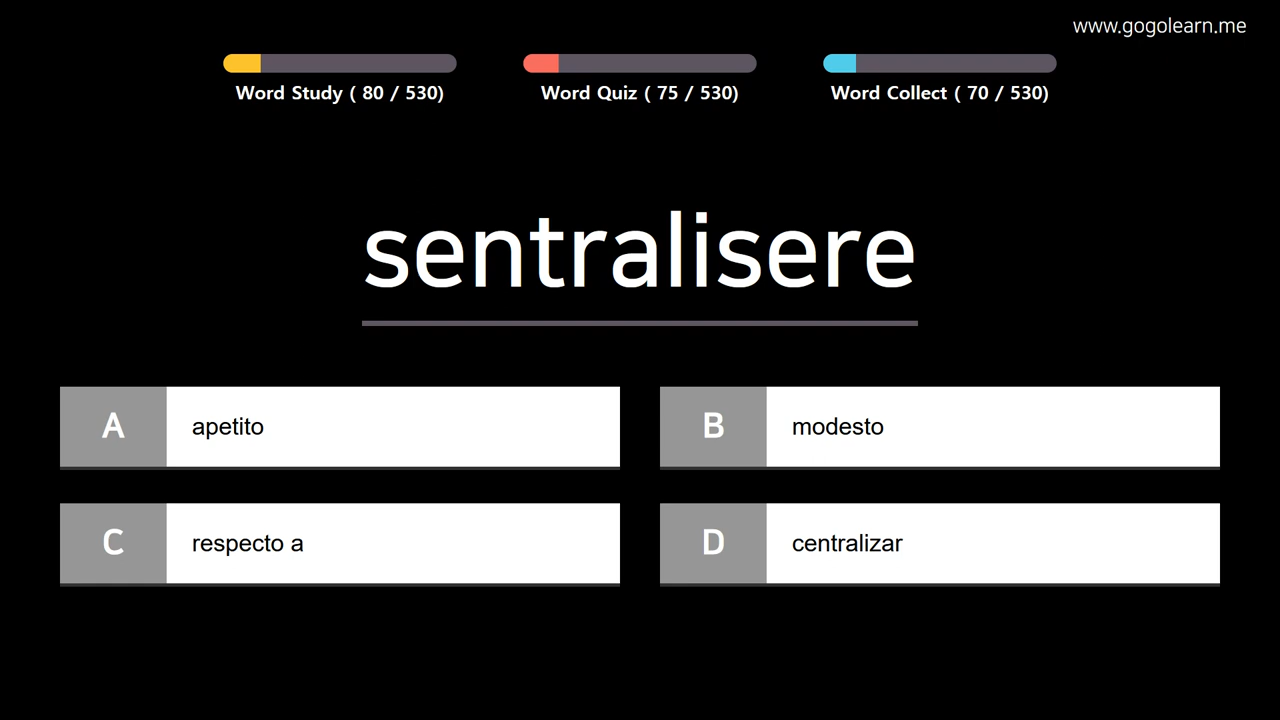 www.gogolearn.me
Word Study ( 80 / 530)
Word Quiz ( 75 / 530)
Word Collect ( 70 / 530)
sentralisere
A apetito
B modesto
C respecto a
D centralizar